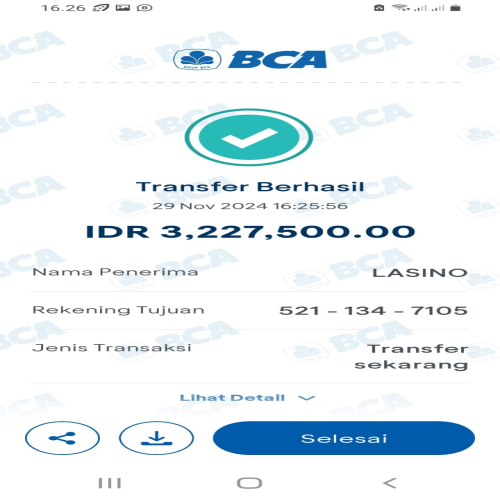 16.26
BCA
Transfer Berhasil
29 Nov 2024 16:25:56
IDR 3,227,500.00
Nama Penerima LASINO
Rekening Tujuan 521 - 134 - 7105
Jenis Transaksi Transfer
sekarang
Lihat Detail
Selesai